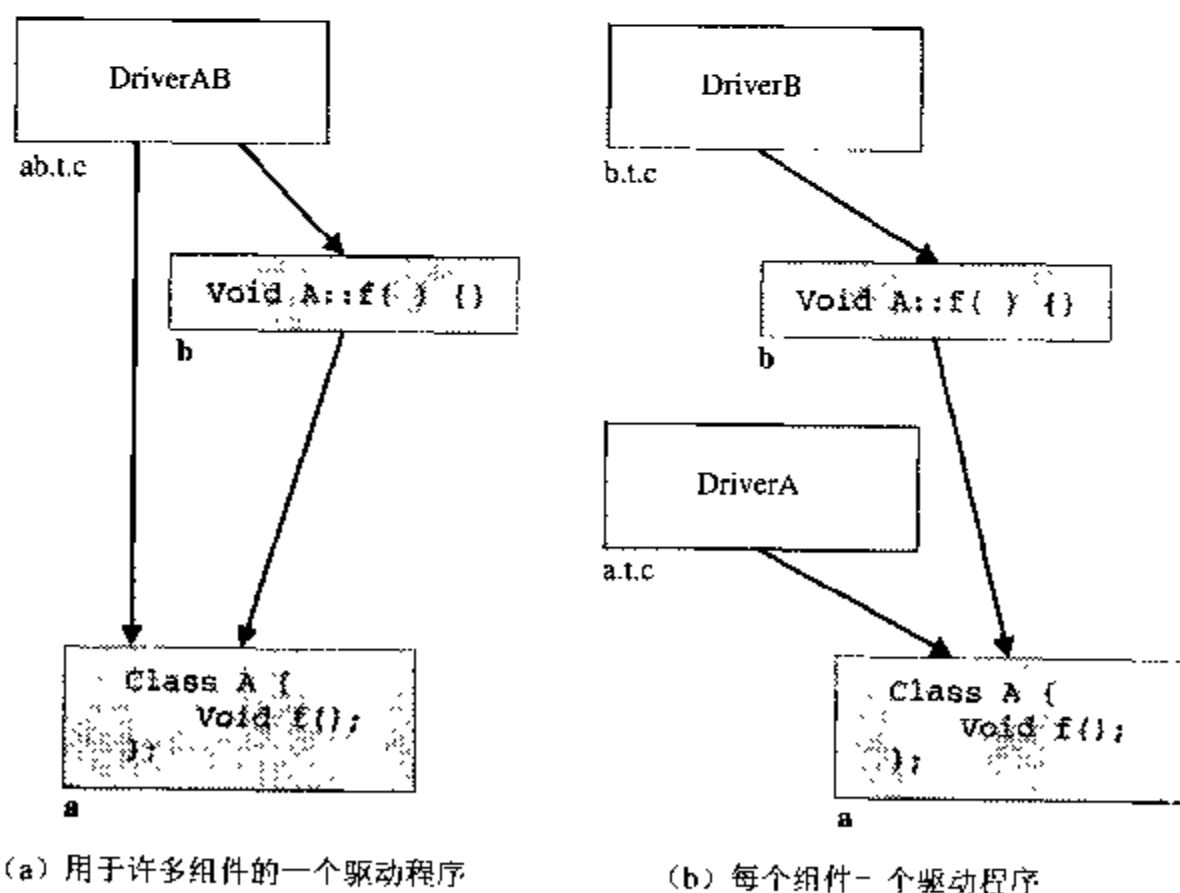 DriverAB
ab.t.c
Void A::f( ) {}
b
Class A {
Void f();
};
a
(a) 用于许多组件的一个驱动程序
DriverB
b.t.c
Void A::f( ) {}
b
DriverA
a.t.c
Class A {
Void f();
};
a
(b) 每个组件一个驱动程序